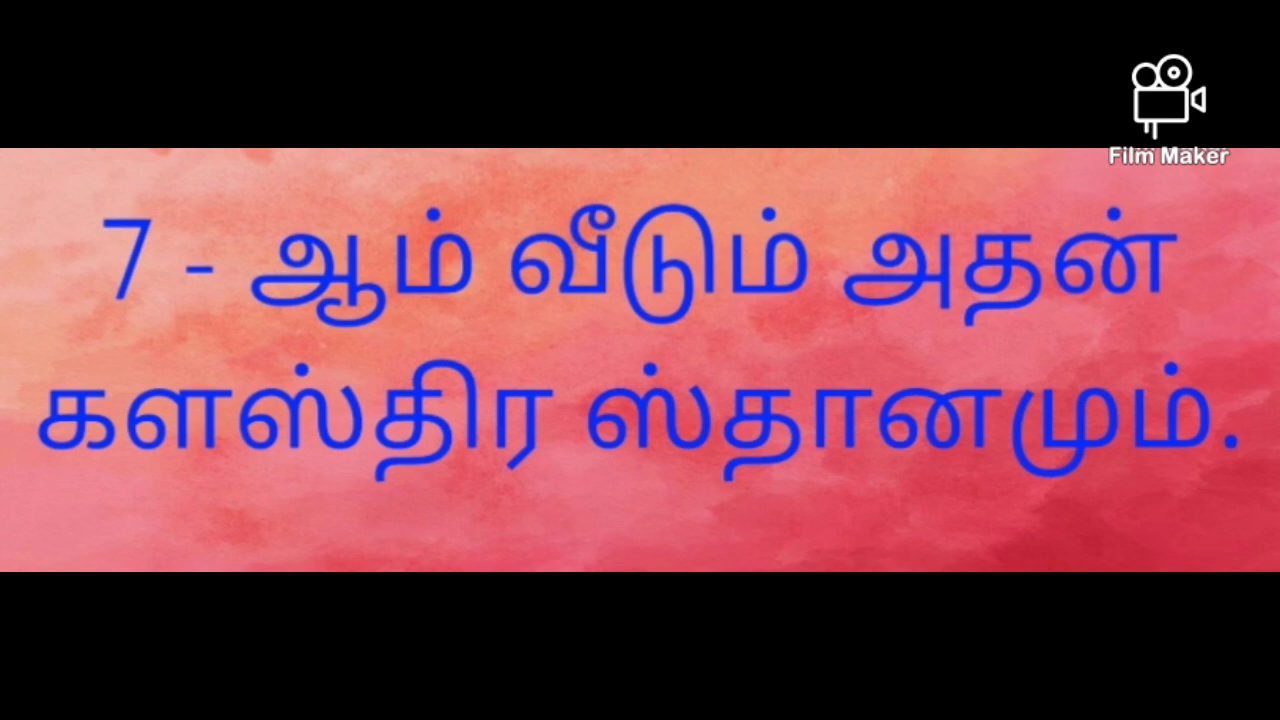 Film Maker
7 - ஆம் வீடும் அதன்
களஸ்திர ஸ்தானமும்.